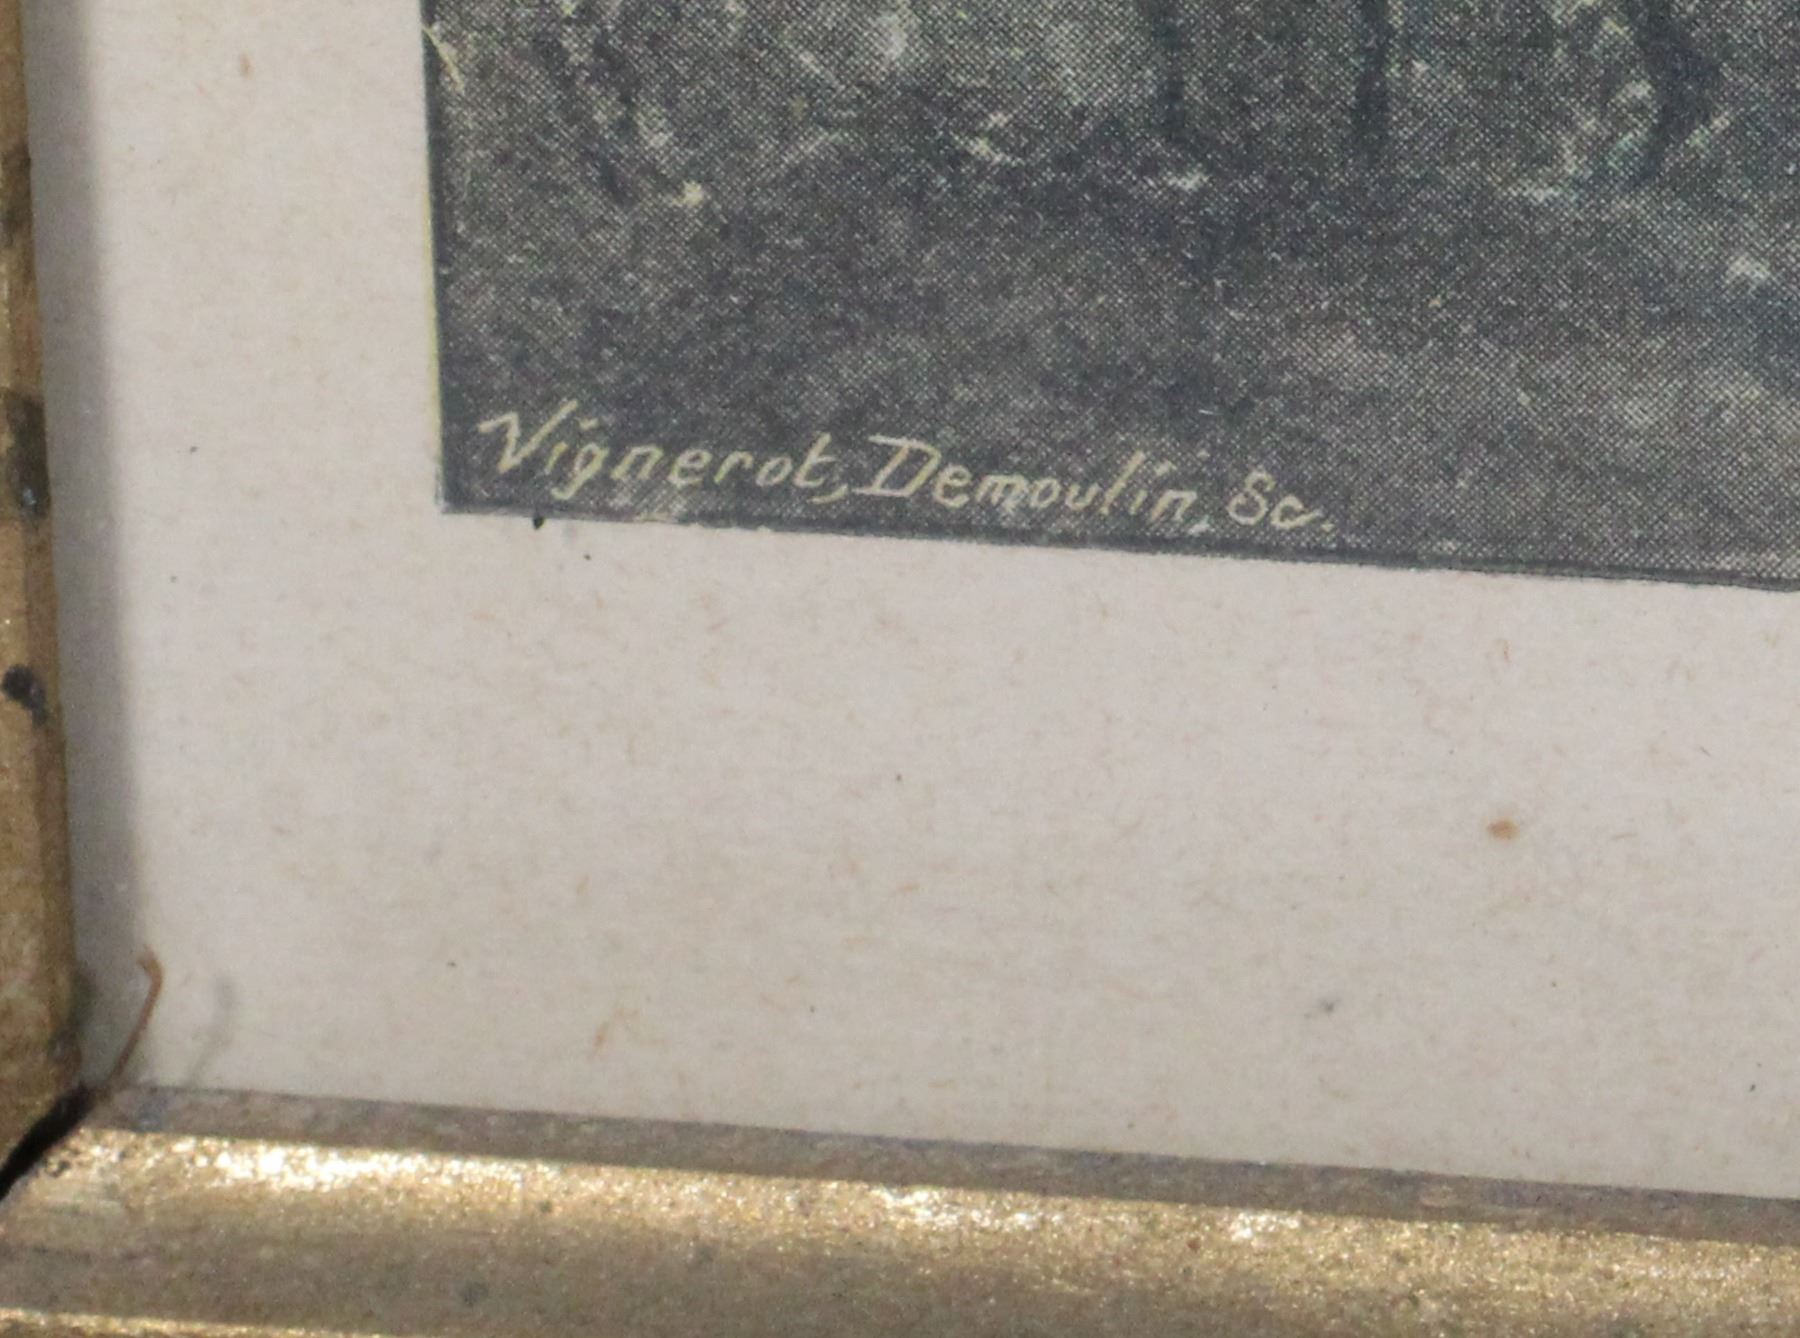 Vignerot, Demoulin, Sc.